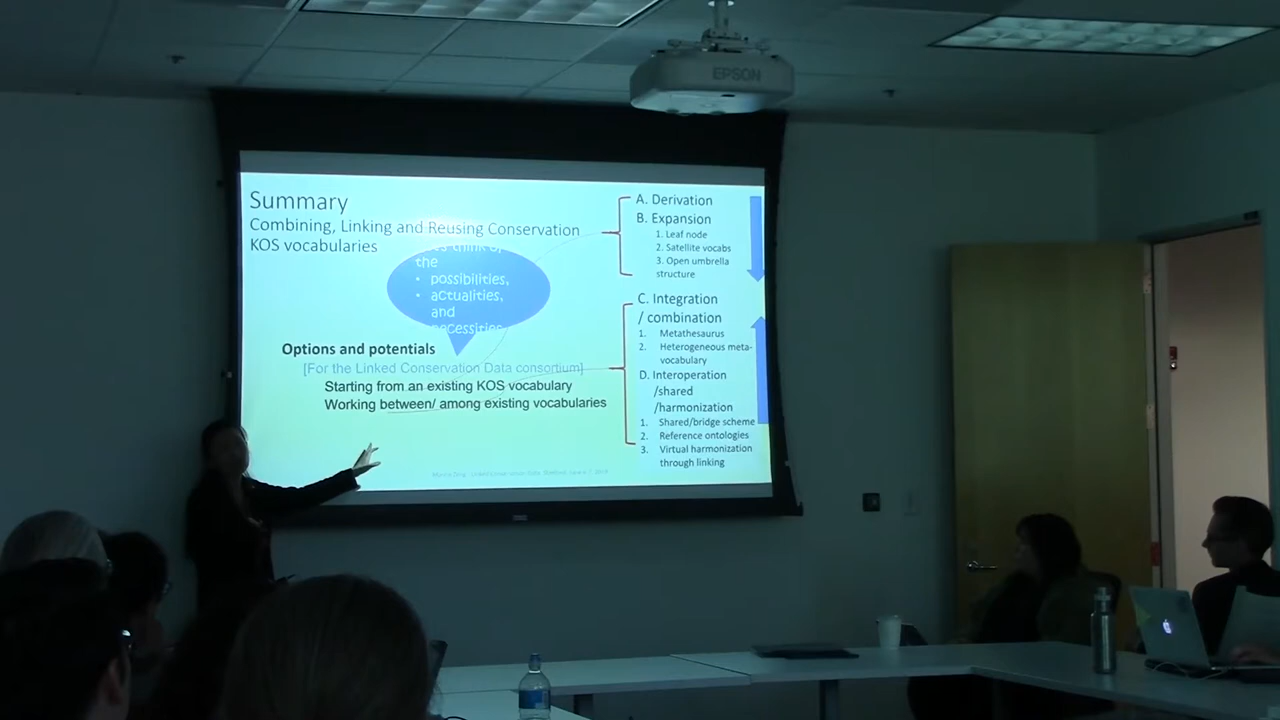 EPSON
Summary
Combining, Linking and Reusing Conservation
KOS vocabularies
think of
the
• possibilities,
• actualities,
and
necessities
Options and potentials
[For the Linked Conservation Data consortium]
Starting from an existing KOS vocabulary
Working between/ among existing vocabularies
A. Derivation
B. Expansion
1. Leaf node
2. Satellite vocabs
3. Open umbrella
structure
C. Integration
/ combination
1. Metathesaurus
2. Heterogeneous meta-
vocabulary
D. Interoperation
/shared
/harmonization
1. Shared/bridge scheme
2. Reference ontologies
3. Virtual harmonization
through linking